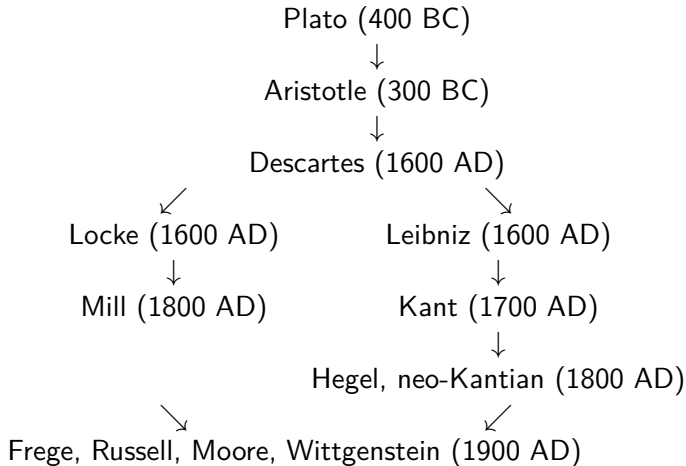 Plato (400 BC)
Aristotle (300 BC)
Descartes (1600 AD)
Locke (1600 AD) Leibniz (1600 AD)
Mill (1800 AD) Kant (1700 AD)
Hegel, neo-Kantian (1800 AD)
Frege, Russell, Moore, Wittgenstein (1900 AD)